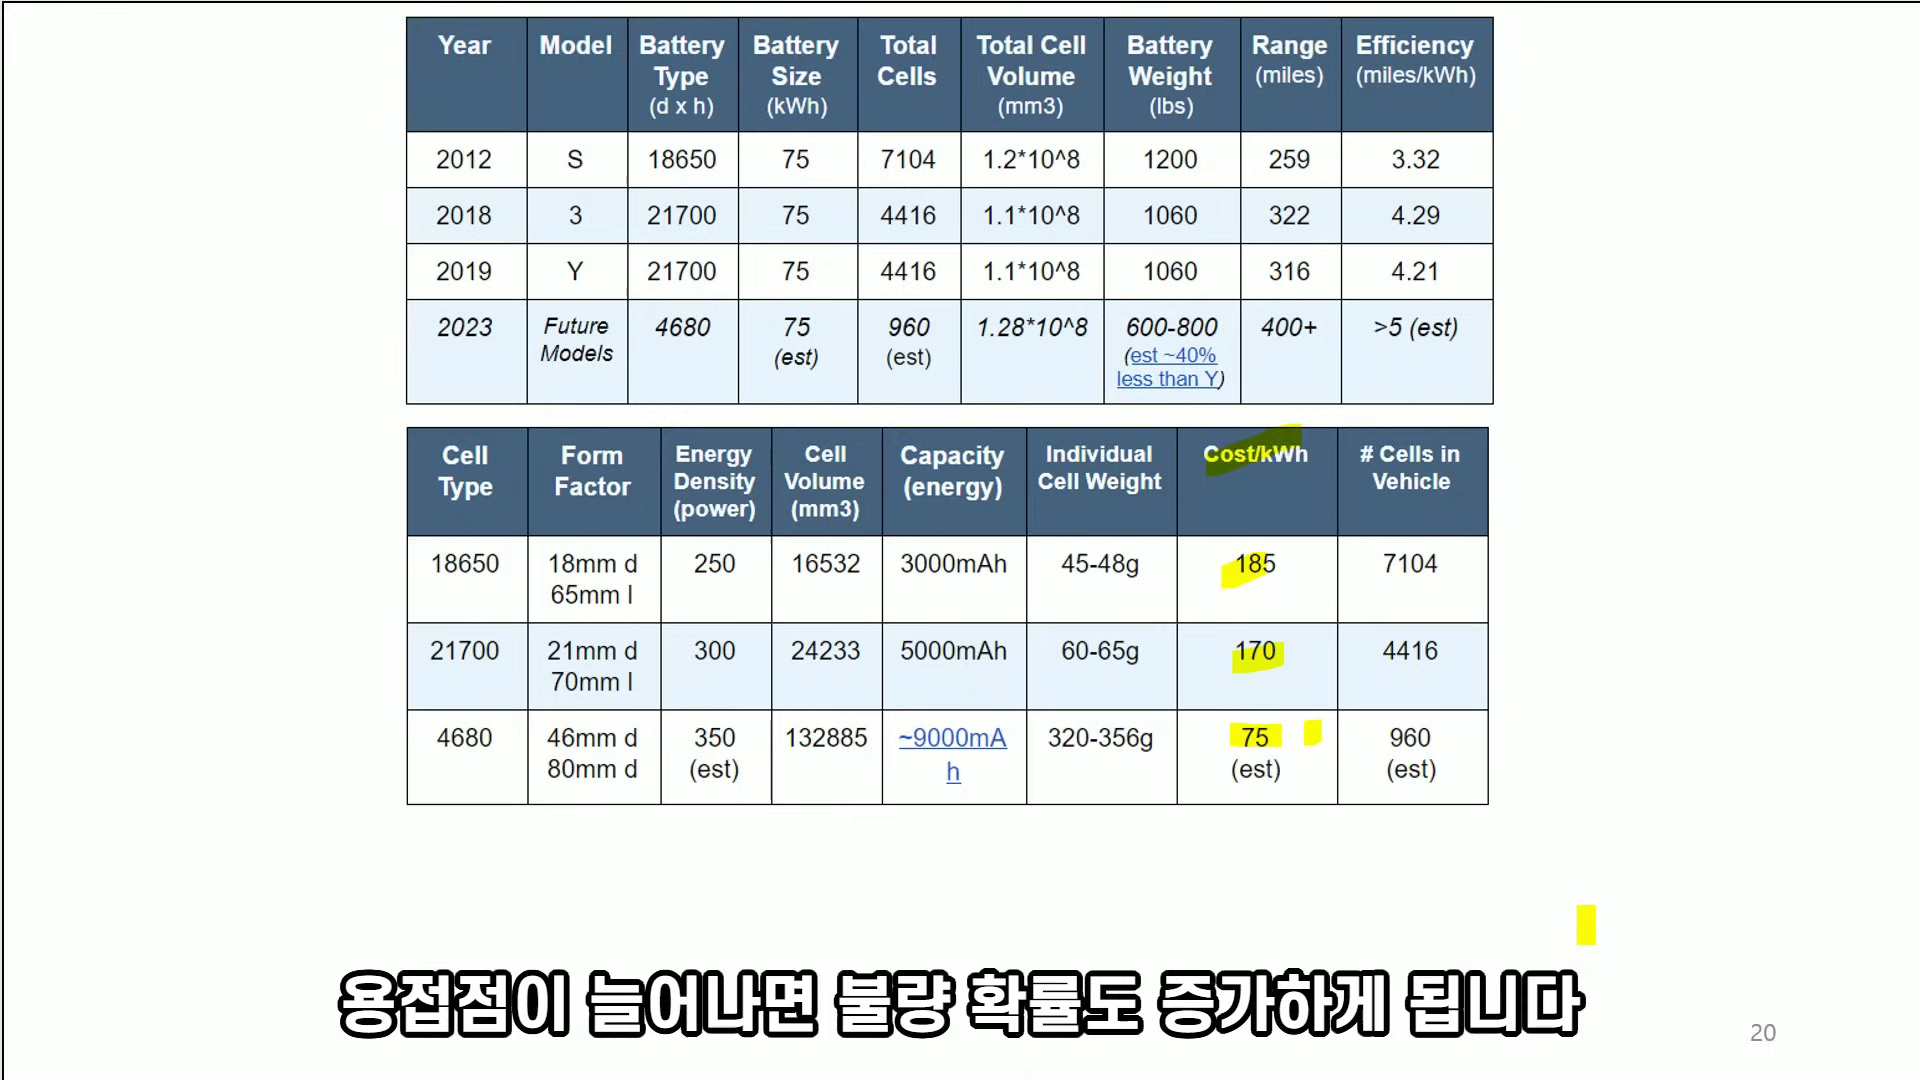 Year Model Battery Type (d x h) Battery Size (kWh) Total Cells Total Cell Volume (mm3) Battery Weight (lbs) Range (miles) Efficiency (miles/kWh)
2012 S 18650 75 7104 1.2*10^8 1200 259 3.32
2018 3 21700 75 4416 1.1*10^8 1060 322 4.29
2019 Y 21700 75 4416 1.1*10^8 1060 316 4.21
2023 Future Models 4680 75 (est) 960 (est) 1.28*10^8 600-800 (est ~40% less than Y) 400+ >5 (est)
Cell Type Form Factor Energy Density (power) Cell Volume (mm3) Capacity (energy) Individual Cell Weight Cost/kWh # Cells in Vehicle
18650 18mm d 65mm l 250 16532 3000mAh 45-48g 185 7104
21700 21mm d 70mm l 300 24233 5000mAh 60-65g 170 4416
4680 46mm d 80mm d 350 (est) 132885 ~9000mAh 320-356g 75 (est) 960 (est)
용접점이 늘어나면 불량 확률도 증가하게 됩니다
20